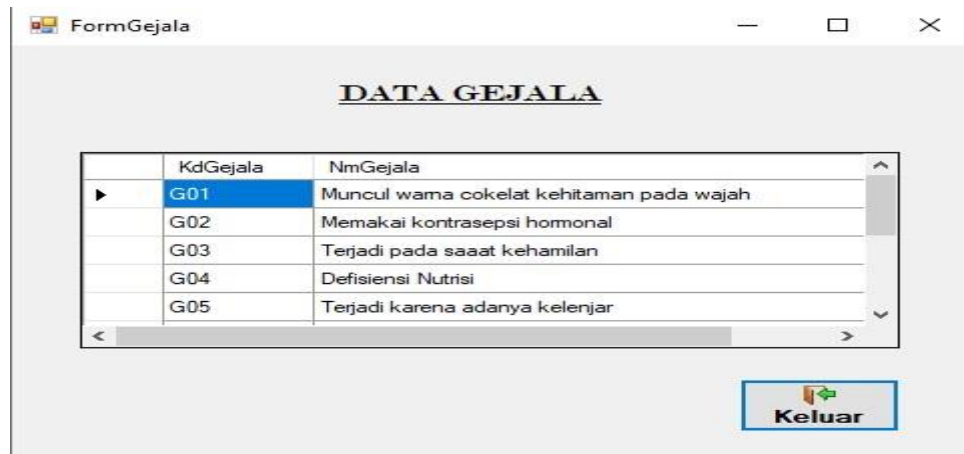 FormGejala
DATA GEJALA
KdGejala NmGejala
G01 Muncul warna cokelat kehitaman pada wajah
G02 Memakai kontrasepsi hormonal
G03 Terjadi pada saaat kehamilan
G04 Defisiensi Nutrisi
G05 Terjadi karena adanya kelenjar
Keluar